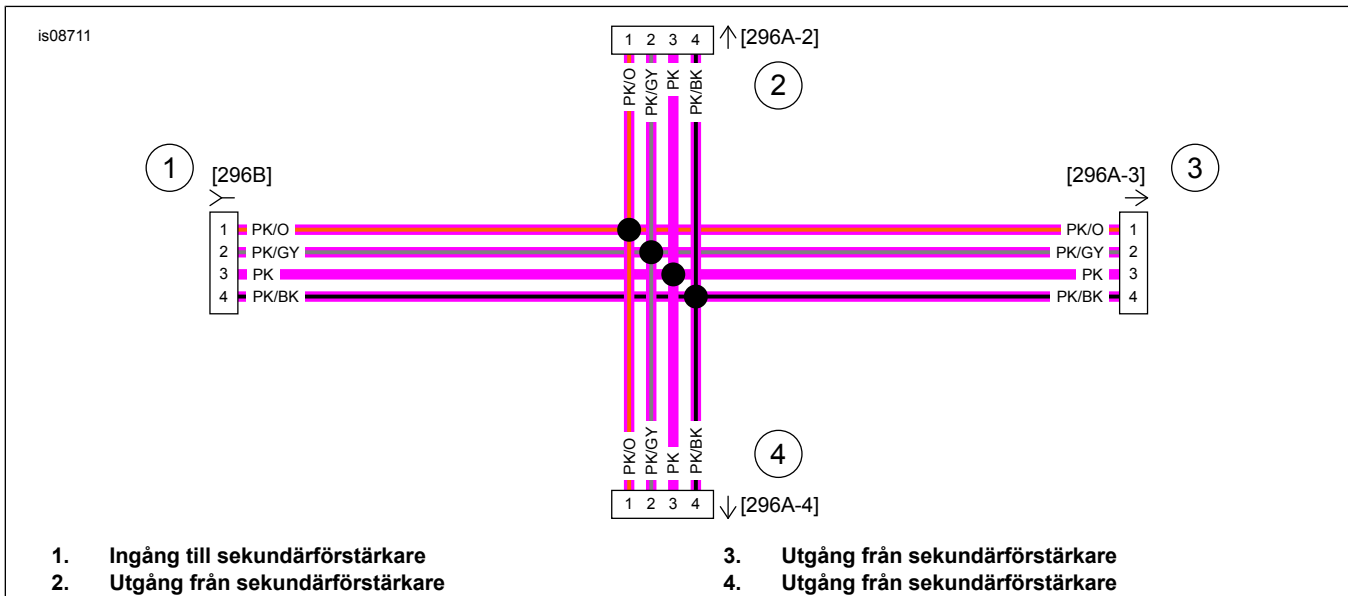 is08711
1 2 3 4
[296A-2]
PK/O PK/GY PK PK/BK
2
1
[296B]
[296A-3]
3
1 PK/O PK/O 1
2 PK/GY PK/GY 2
3 PK PK 3
4 PK/BK PK/BK 4
PK/O PK/GY PK PK/BK
4
1 2 3 4
[296A-4]
1. Ingång till sekundärförstärkare
2. Utgång från sekundärförstärkare
3. Utgång från sekundärförstärkare
4. Utgång från sekundärförstärkare